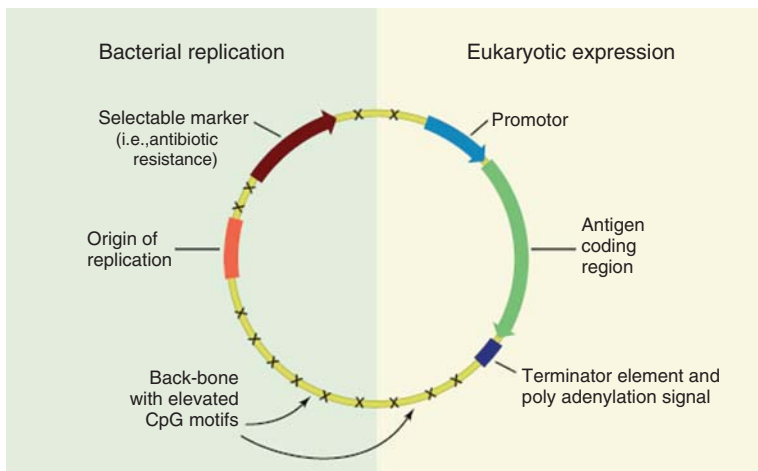 Bacterial replication
Eukaryotic expression
Selectable marker
(i.e.,antibiotic
resistance)
Promotor
Origin of
replication
Antigen
coding
region
Back-bone
with elevated
CpG motifs
Terminator element and
poly adenylation signal